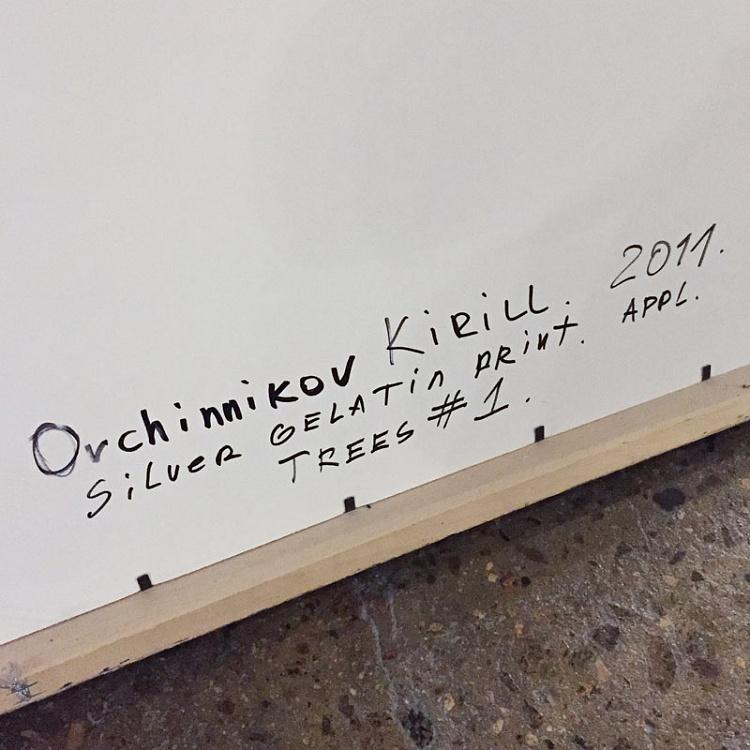 Ovchinnikov Kirill. 2011.
Silver GELATin PRint. APPL.
TREES #1.